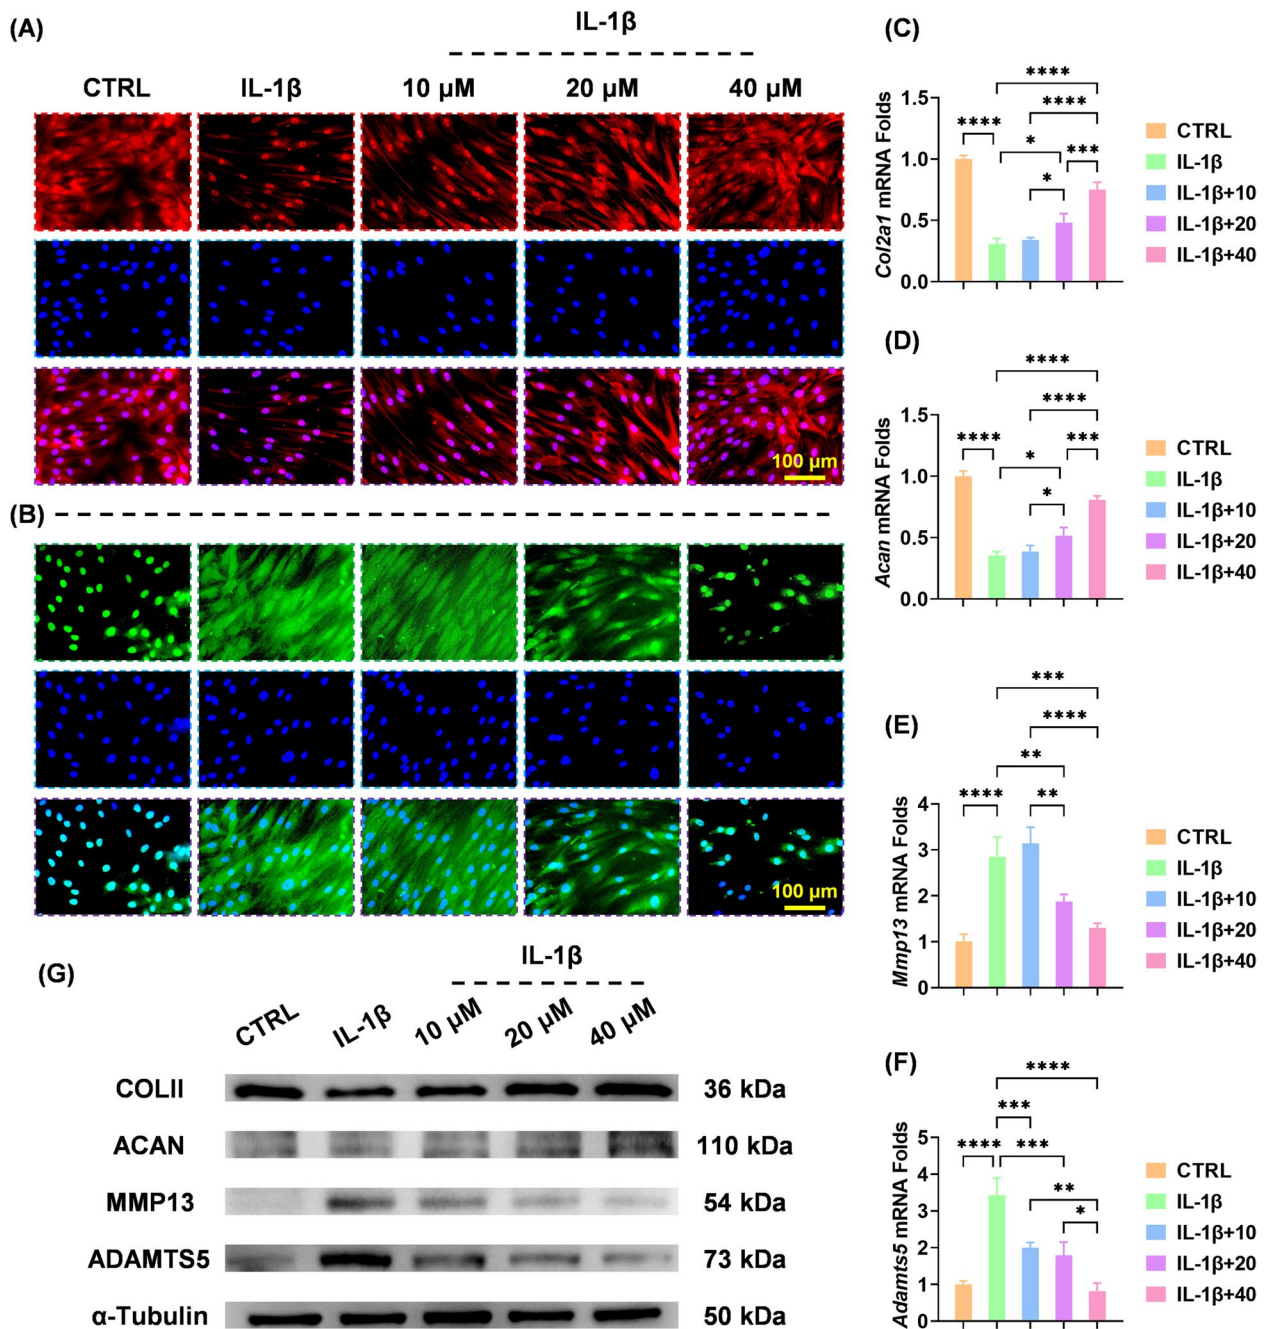 (A)
IL-1β
CTRL IL-1β 10 μM 20 μM 40 μM
100 μm
(B)
100 μm
(C)
****
****
**** * ***
*
1.5
1.0
0.5
0.0
Col2a1 mRNA Folds
CTRL
IL-1β
IL-1β+10
IL-1β+20
IL-1β+40
(D)
****
****
**** ***
*
*
1.5
1.0
0.5
0.0
Acan mRNA Folds
CTRL
IL-1β
IL-1β+10
IL-1β+20
IL-1β+40
(E)
***
****
**
**** **
4
3
2
1
0
Mmp13 mRNA Folds
CTRL
IL-1β
IL-1β+10
IL-1β+20
IL-1β+40
(F)
****
***
**** ***
**
*
5
4
3
2
1
0
Adamts5 mRNA Folds
CTRL
IL-1β
IL-1β+10
IL-1β+20
IL-1β+40
(G)
IL-1β
CTRL IL-1β 10 μM 20 μM 40 μM
COLII 36 kDa
ACAN 110 kDa
MMP13 54 kDa
ADAMTS5 73 kDa
α-Tubulin 50 kDa